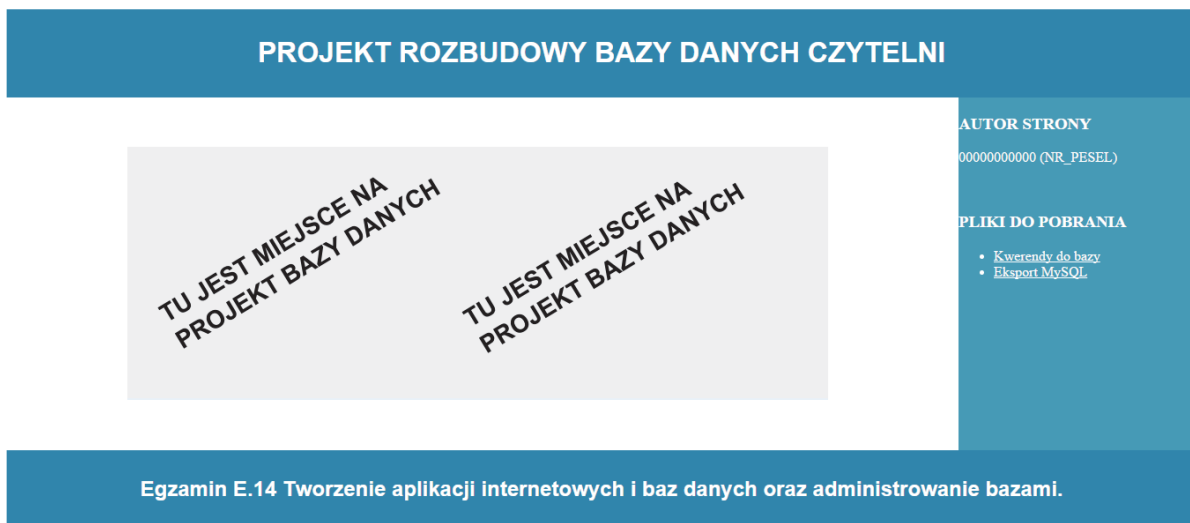 PROJEKT ROZBUDOWY BAZY DANYCH CZYTELNI
TU JEST MIEJSCE NA
PROJEKT BAZY DANYCH
TU JEST MIEJSCE NA
PROJEKT BAZY DANYCH
AUTOR STRONY
00000000000 (NR_PESEL)
PLIKI DO POBRANIA
Kwerendy do bazy
Eksport MySQL
Egzamin E.14 Tworzenie aplikacji internetowych i baz danych oraz administrowanie bazami.